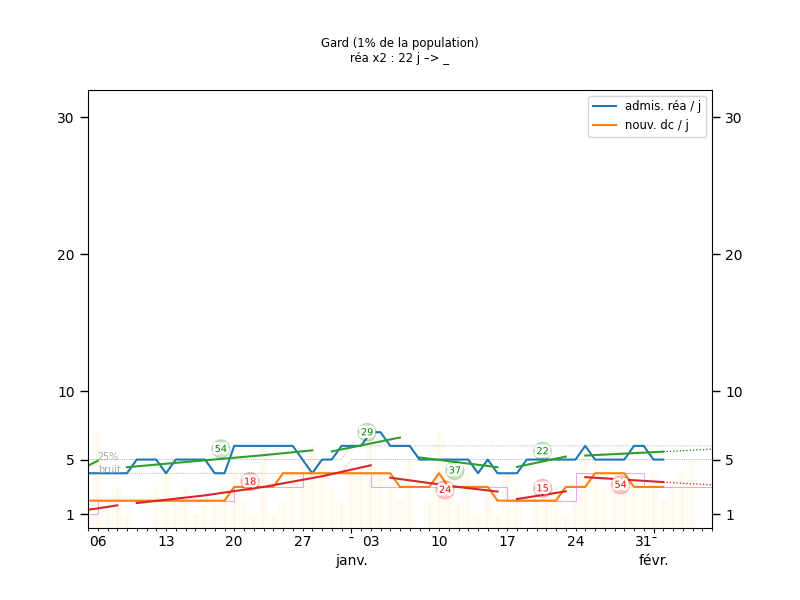 Gard (1% de la population)
réa x2 : 22 j –> _
admis. réa / j
nouv. dc / j
30 30
20 20
10 10
5 5
1 1
25%
bruit
54
29
22
37
18
24
15
54
06 13 20 27 - 03 10 17 24 31-
janv. févr.